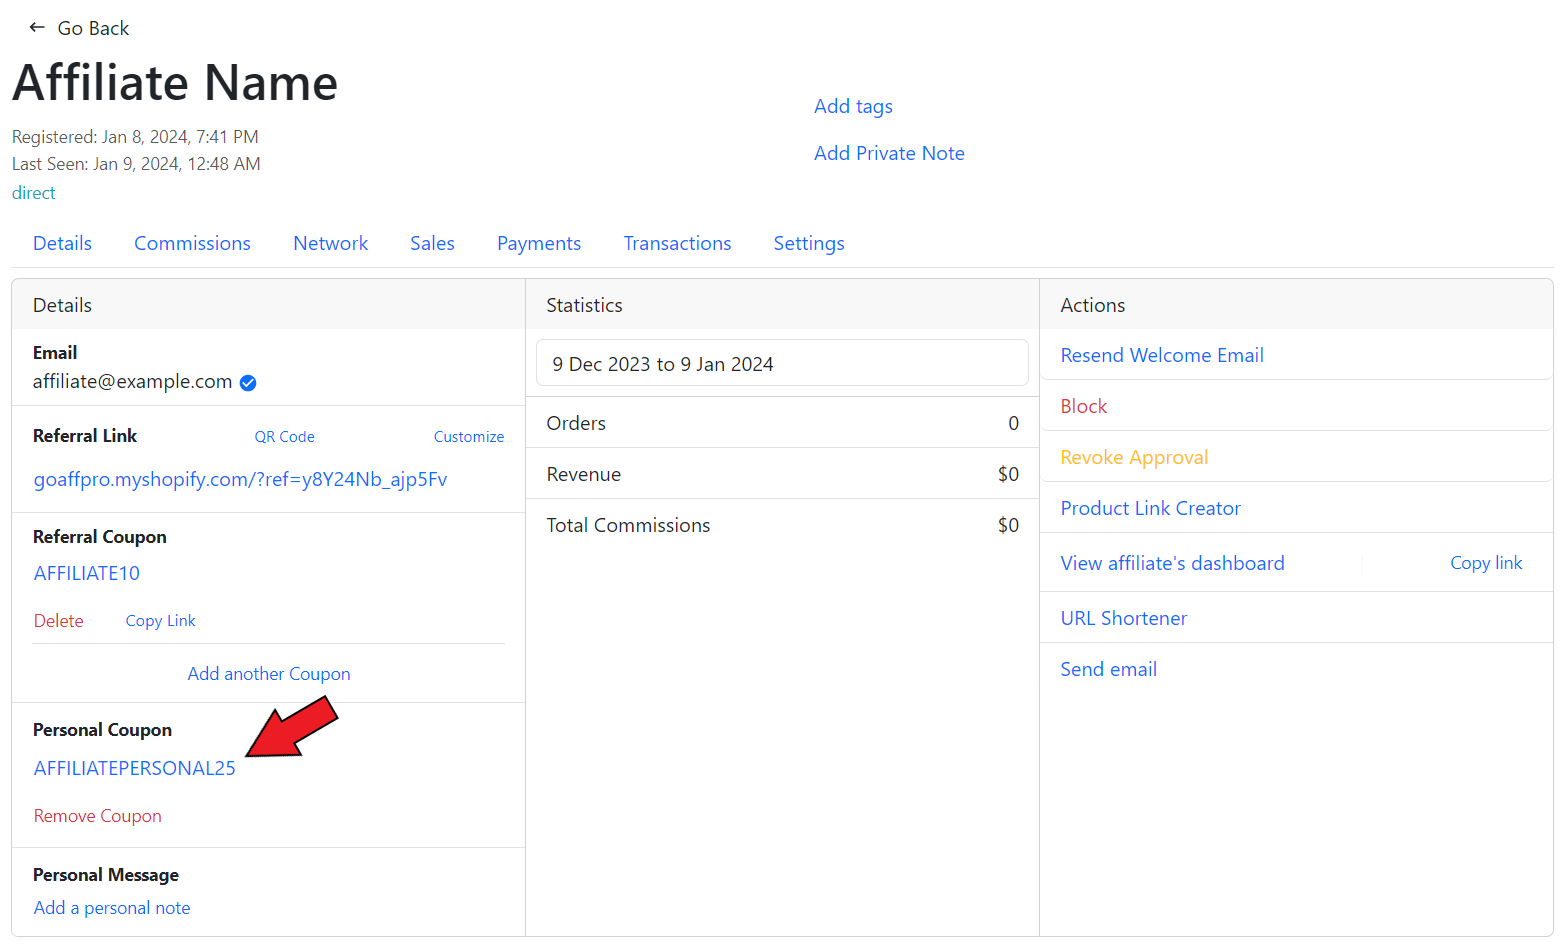 Go Back
Affiliate Name
Registered: Jan 8, 2024, 7:41 PM
Last Seen: Jan 9, 2024, 12:48 AM
direct
Add tags
Add Private Note
Details Commissions Network Sales Payments Transactions Settings
Details
Email
affiliate@example.com
Referral Link QR Code Customize
goaffpro.myshopify.com/?ref=y8Y24Nb_ajp5Fv
Referral Coupon
AFFILIATE10
Delete Copy Link
Add another Coupon
Personal Coupon
AFFILIATEPERSONAL25
Remove Coupon
Personal Message
Add a personal note
Statistics
9 Dec 2023 to 9 Jan 2024
Orders 0
Revenue $0
Total Commissions $0
Actions
Resend Welcome Email
Block
Revoke Approval
Product Link Creator
View affiliate's dashboard Copy link
URL Shortener
Send email